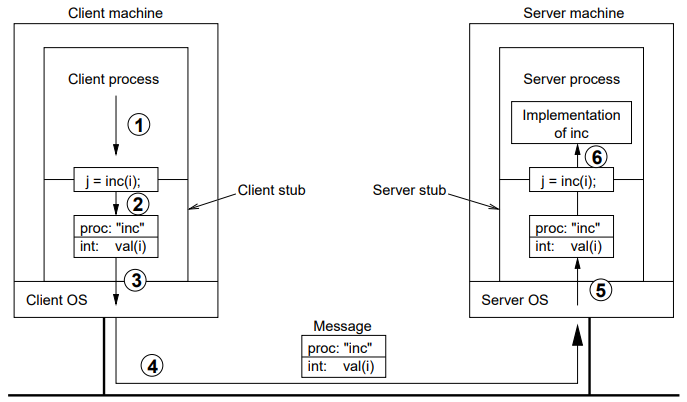 Client machine
Server machine
Client process
Server process
1
Implementation
of inc
6
j = inc(i);
j = inc(i);
Client stub
Server stub
2
proc: "inc"
int: val(i)
proc: "inc"
int: val(i)
3
5
Client OS
Server OS
Message
proc: "inc"
int: val(i)
4